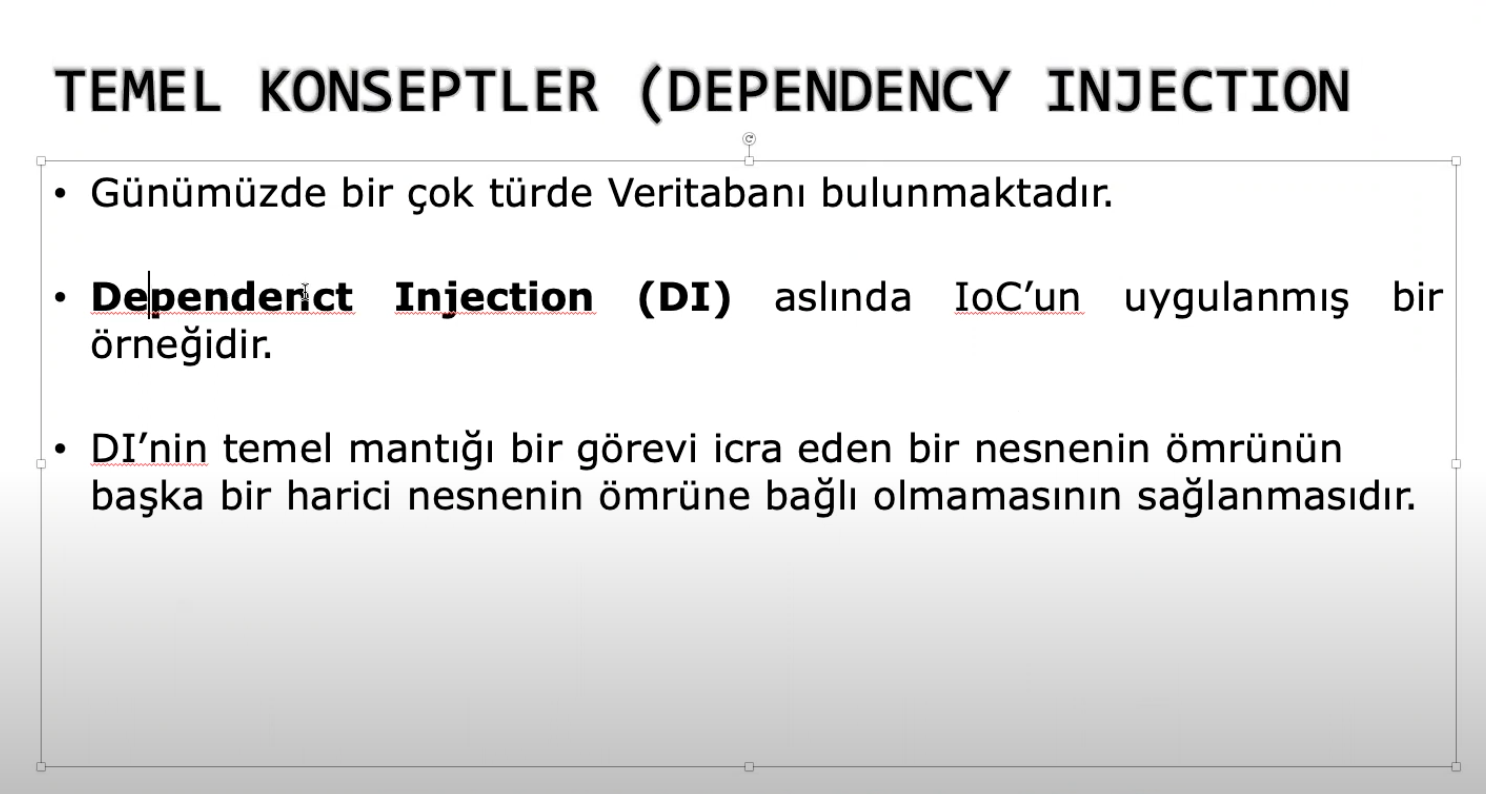 TEMEL KONSEPTLER (DEPENDENCY INJECTION
• Günümüzde bir çok türde Veritabanı bulunmaktadır.
• Dependenct Injection (DI) aslında IoC’un uygulanmış bir
örneğidir.
• DI’nin temel mantığı bir görevi icra eden bir nesnenin ömrünün
başka bir harici nesnenin ömrüne bağlı olmamasının sağlanmasıdır.